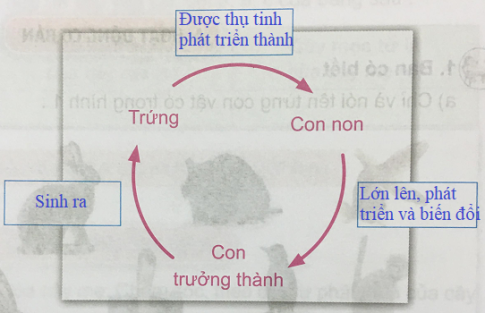 Được thụ tinh
phát triển thành
Trứng
Con non
Sinh ra
Lớn lên, phát
triển và biến đổi
Con
trưởng thành